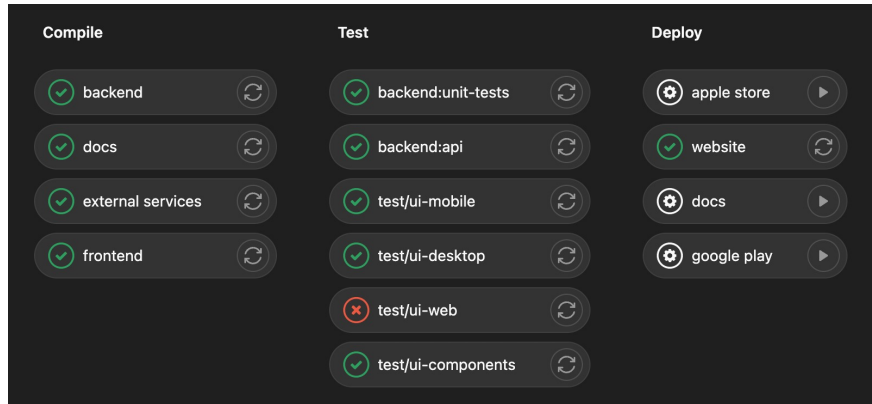 Compile
backend
docs
external services
frontend
Test
backend:unit-tests
backend:api
test/ui-mobile
test/ui-desktop
test/ui-web
test/ui-components
Deploy
apple store
website
docs
google play